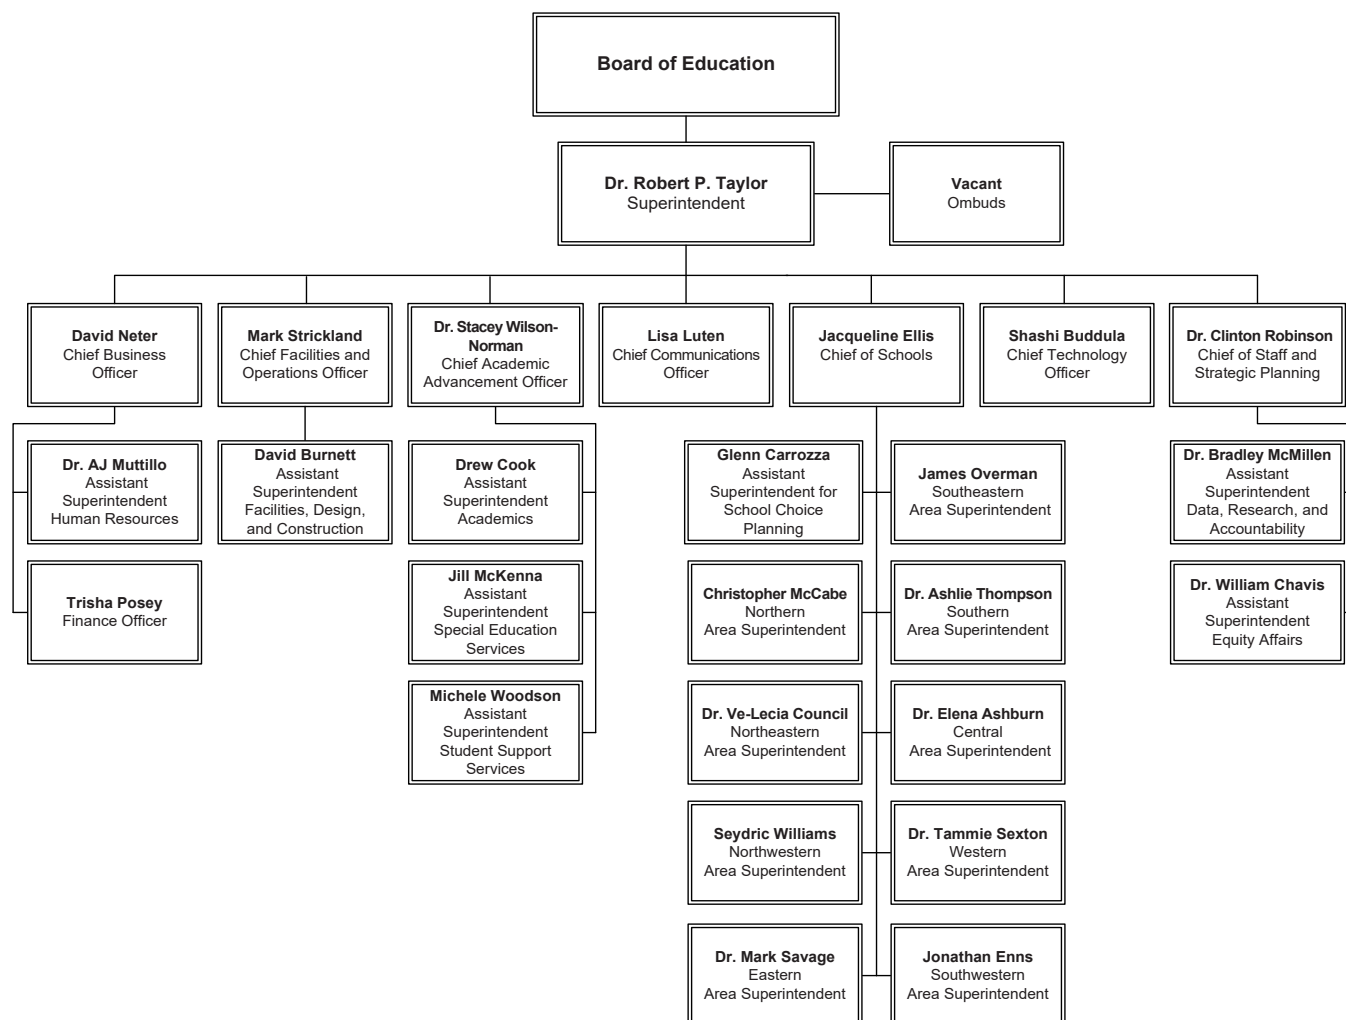 Board of Education
Dr. Robert P. Taylor
Superintendent
Vacant
Ombuds
David Neter
Chief Business
Officer
Mark Strickland
Chief Facilities and
Operations Officer
Dr. Stacey Wilson-
Norman
Chief Academic
Advancement Officer
Lisa Luten
Chief Communications
Officer
Jacqueline Ellis
Chief of Schools
Shashi Buddula
Chief Technology
Officer
Dr. Clinton Robinson
Chief of Staff and
Strategic Planning
Dr. AJ Muttillo
Assistant
Superintendent
Human Resources
David Burnett
Assistant
Superintendent
Facilities, Design,
and Construction
Drew Cook
Assistant
Superintendent
Academics
Glenn Carrozza
Assistant
Superintendent for
School Choice
Planning
James Overman
Southeastern
Area Superintendent
Dr. Bradley McMillen
Assistant
Superintendent
Data, Research, and
Accountability
Trisha Posey
Finance Officer
Jill McKenna
Assistant
Superintendent
Special Education
Services
Christopher McCabe
Northern
Area Superintendent
Dr. Ashlie Thompson
Southern
Area Superintendent
Dr. William Chavis
Assistant
Superintendent
Equity Affairs
Michele Woodson
Assistant
Superintendent
Student Support
Services
Dr. Ve-Lecia Council
Northeastern
Area Superintendent
Dr. Elena Ashburn
Central
Area Superintendent
Seydric Williams
Northwestern
Area Superintendent
Dr. Tammie Sexton
Western
Area Superintendent
Dr. Mark Savage
Eastern
Area Superintendent
Jonathan Enns
Southwestern
Area Superintendent